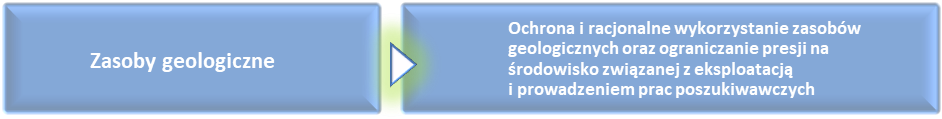 Zasoby geologiczne
Ochrona i racjonalne wykorzystanie zasobów
geologicznych oraz ograniczanie presji na
środowisko związanej z eksploatacją
i prowadzeniem prac poszukiwawczych